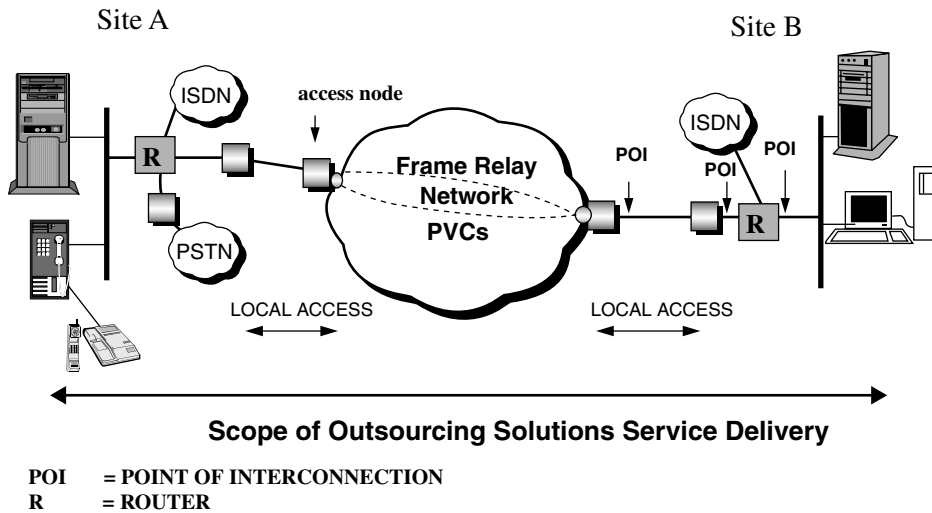 Site A
Site B
ISDN
access node
ISDN
POI
POI
POI
R
Frame Relay
Network
PVCs
R
PSTN
LOCAL ACCESS
LOCAL ACCESS
Scope of Outsourcing Solutions Service Delivery
POI = POINT OF INTERCONNECTION
R = ROUTER